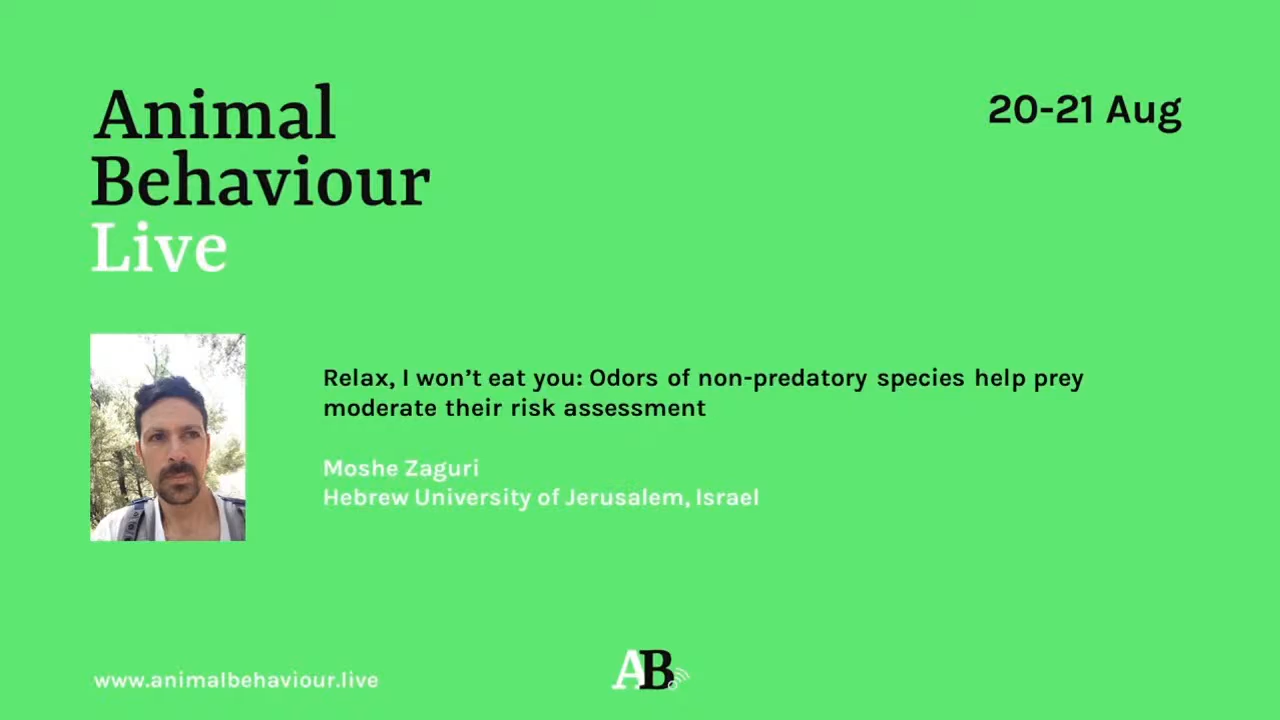 Animal
Behaviour
Live
20-21 Aug
Relax, I won’t eat you: Odors of non-predatory species help prey
moderate their risk assessment
Moshe Zaguri
Hebrew University of Jerusalem, Israel
www.animalbehaviour.live
AB